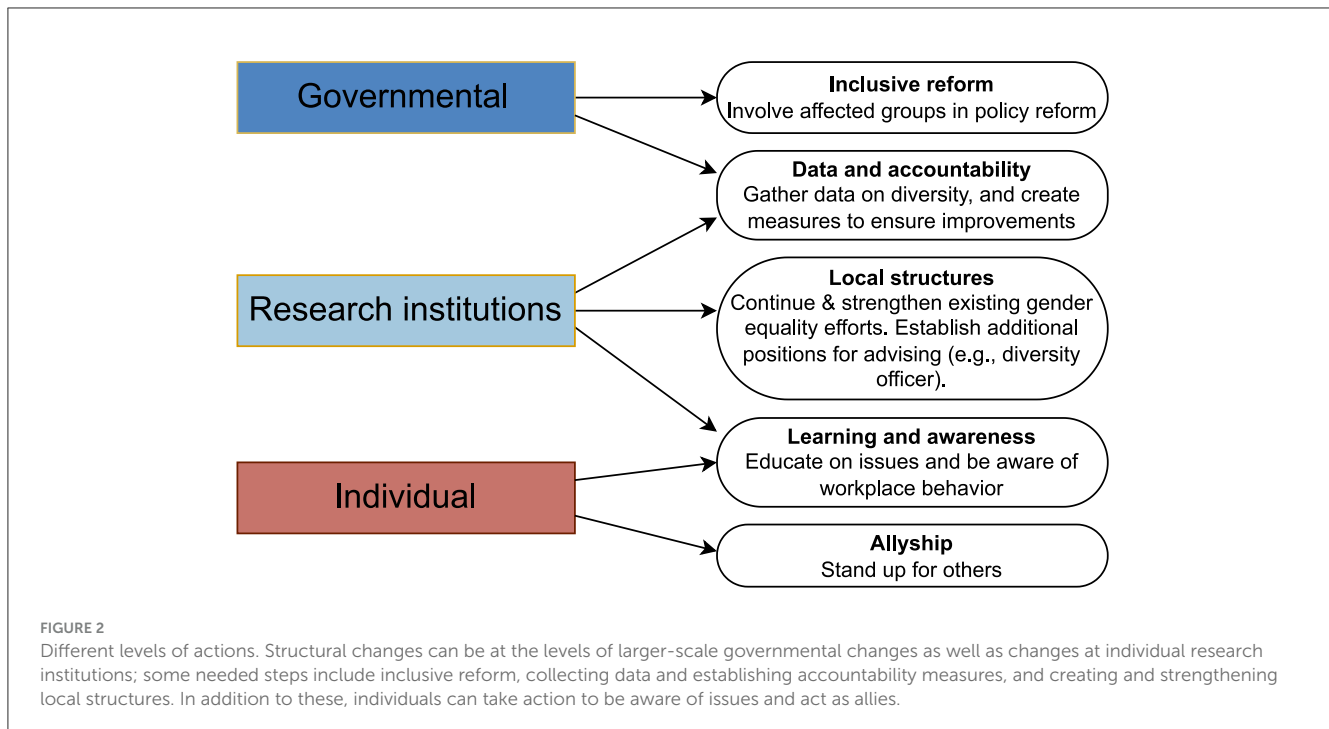 Governmental
Inclusive reform
Involve affected groups in policy reform
Data and accountability
Gather data on diversity, and create
measures to ensure improvements
Research institutions
Local structures
Continue & strengthen existing gender
equality efforts. Establish additional
positions for advising (e.g., diversity
officer).
Individual
Learning and awareness
Educate on issues and be aware of
workplace behavior
Allyship
Stand up for others
FIGURE 2
Different levels of actions. Structural changes can be at the levels of larger-scale governmental changes as well as changes at individual research
institutions; some needed steps include inclusive reform, collecting data and establishing accountability measures, and creating and strengthening
local structures. In addition to these, individuals can take action to be aware of issues and act as allies.